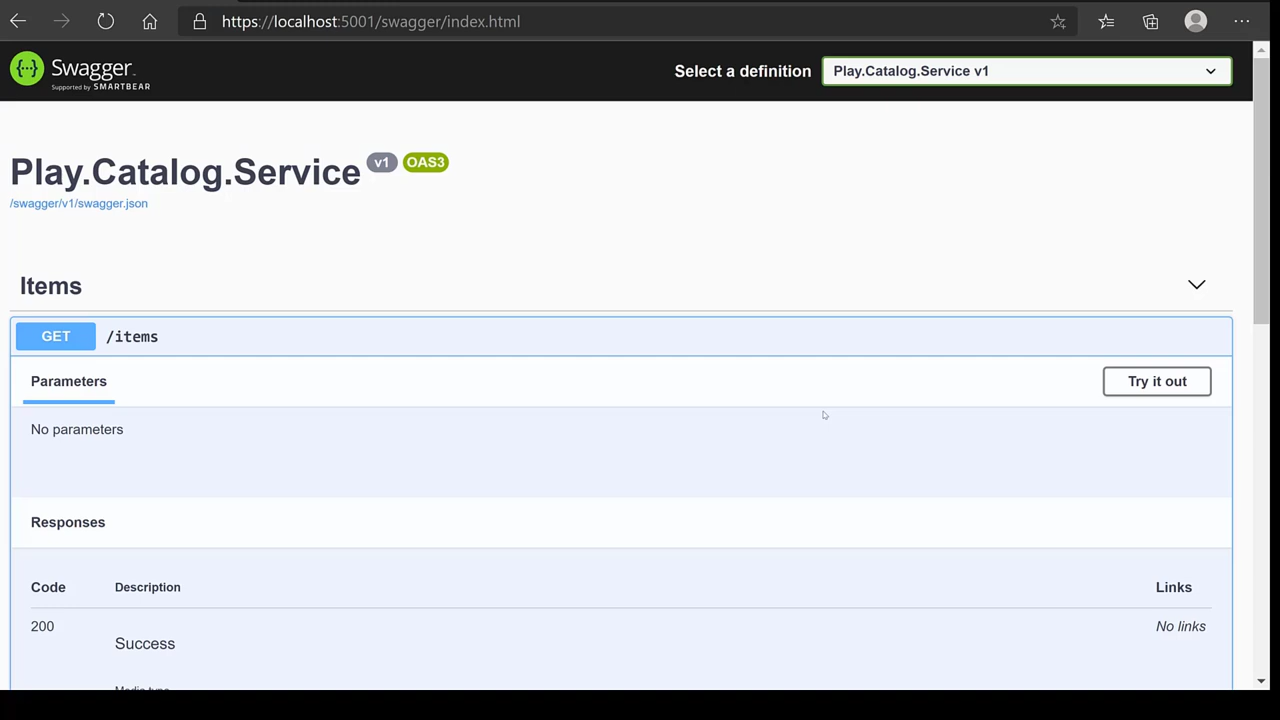 https://localhost:5001/swagger/index.html
Swagger
Supported by SMARTBEAR
Select a definition
Play.Catalog.Service v1
Play.Catalog.Service v1 OAS3
/swagger/v1/swagger.json
Items
GET /items
Parameters
Try it out
No parameters
Responses
Code Description Links
200 Success No links
Media type